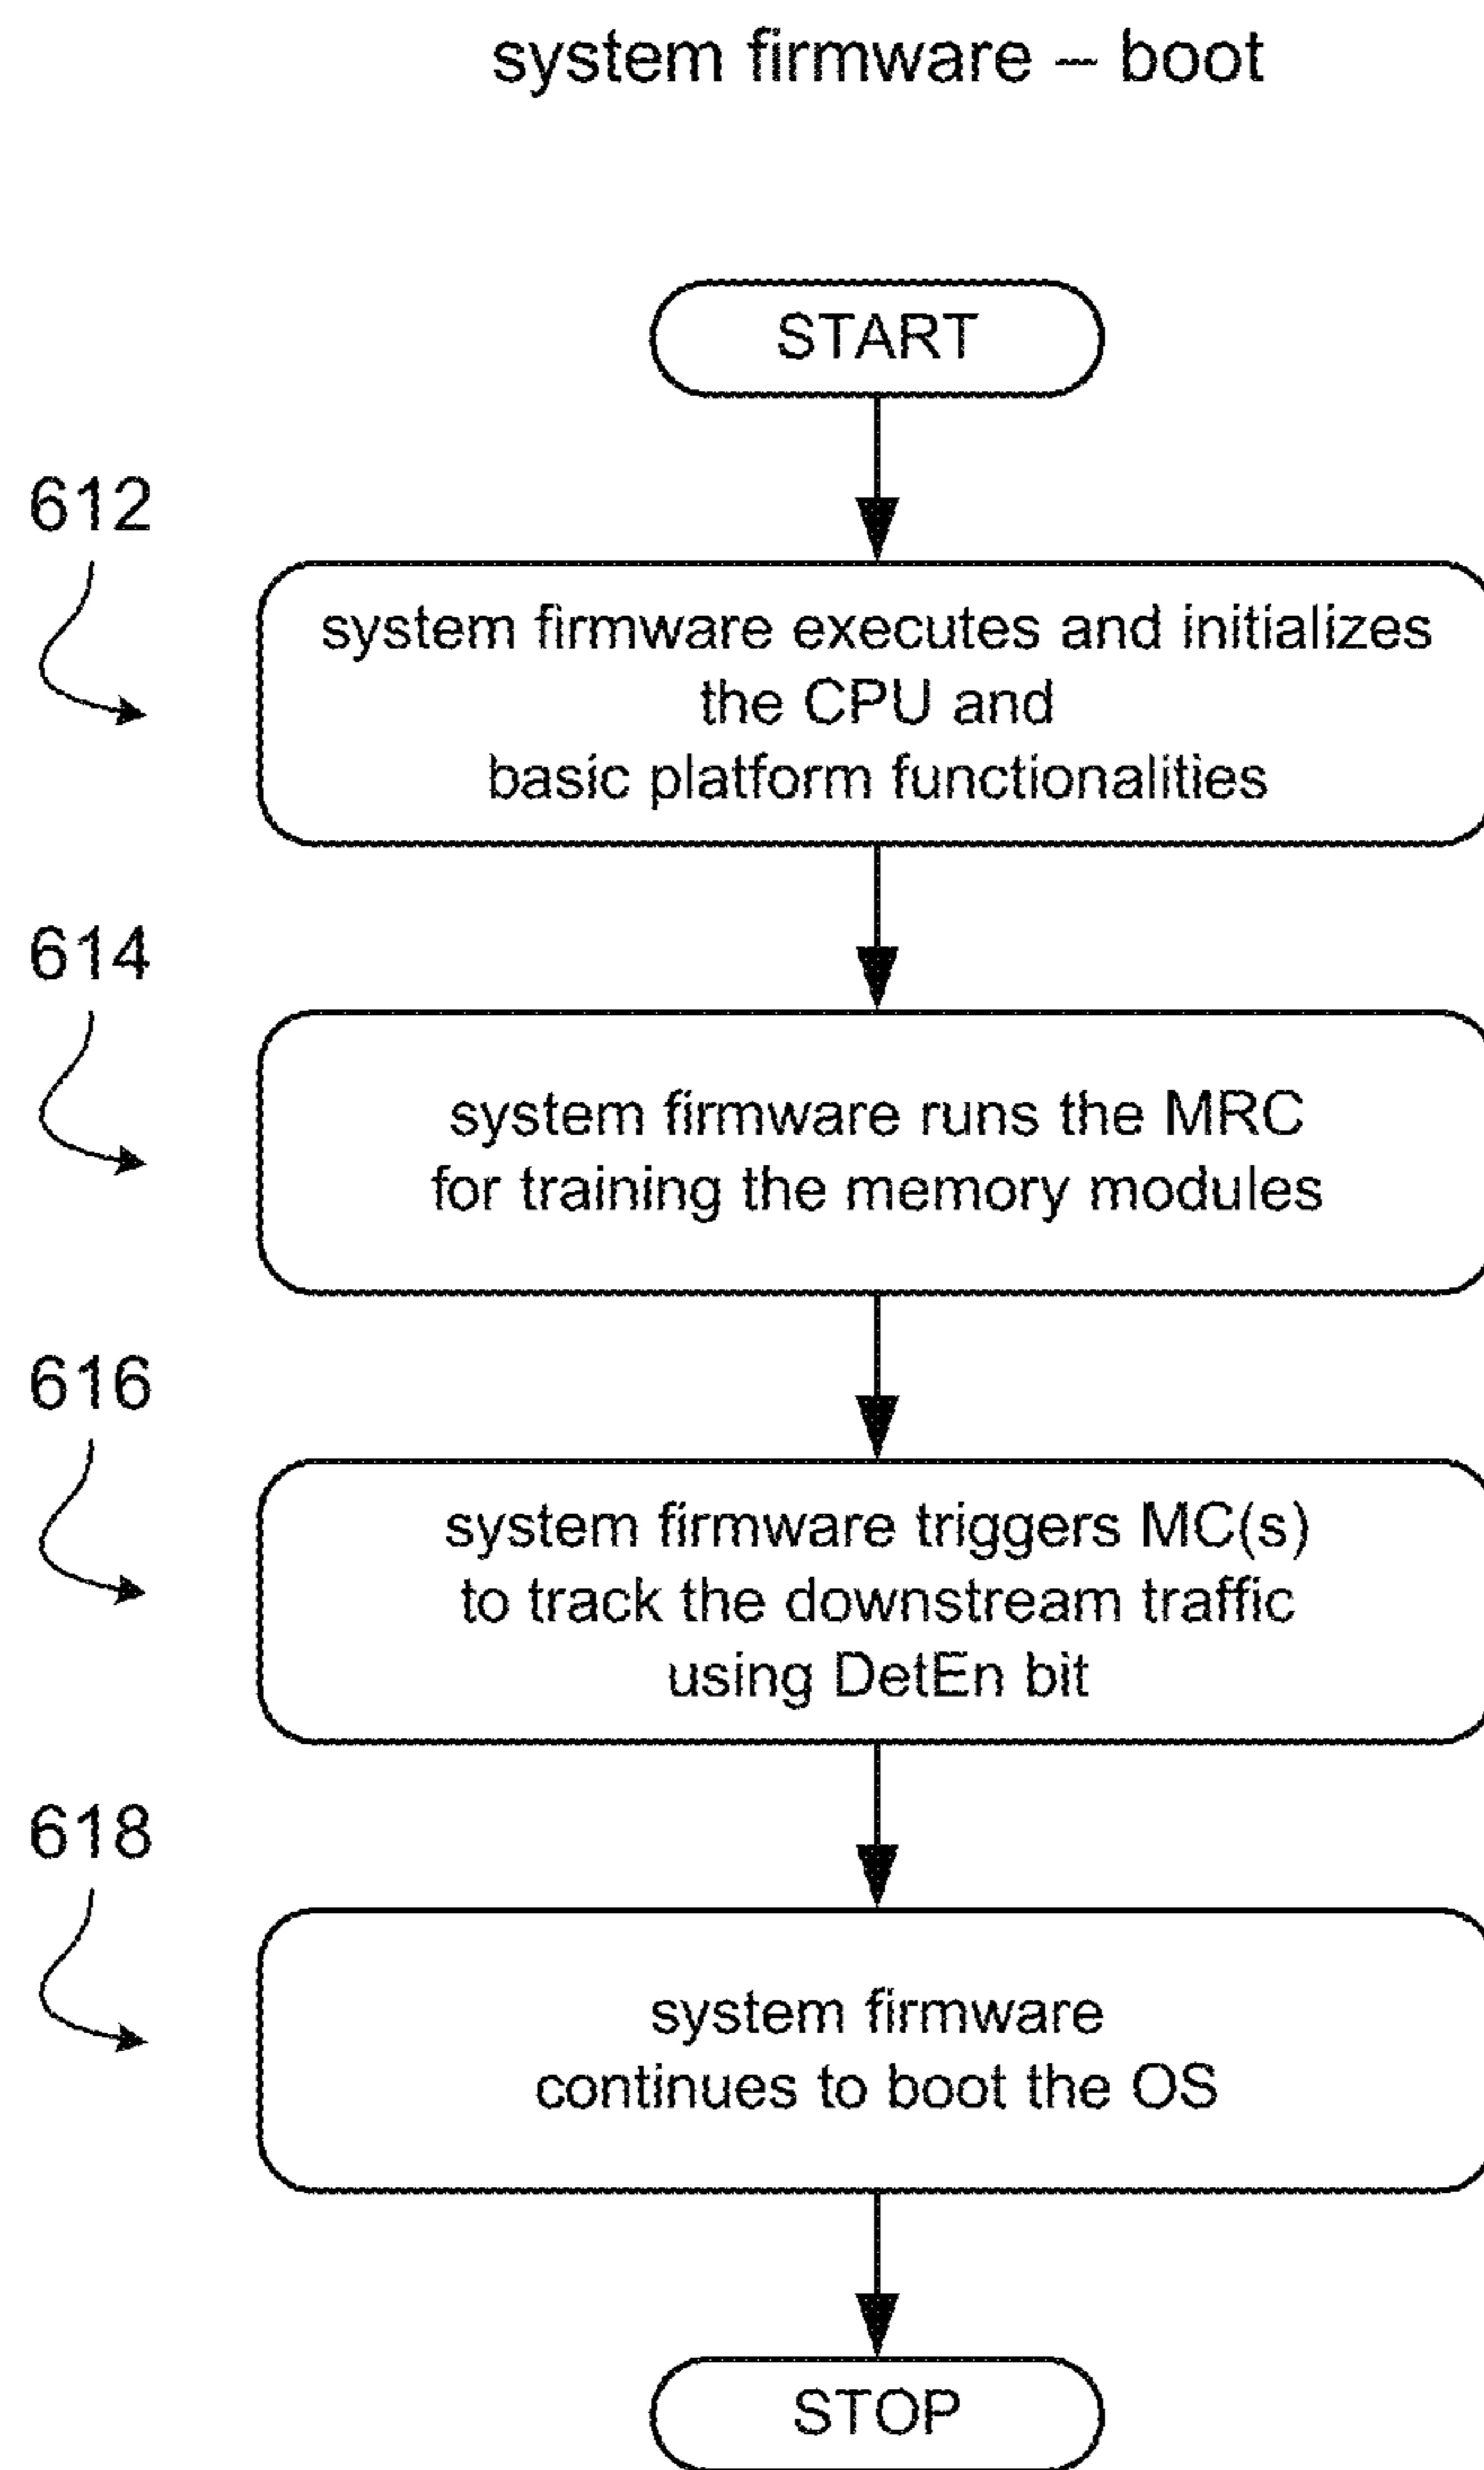 system firmware – boot
START
612
system firmware executes and initializes
the CPU and
basic platform functionalities
614
system firmware runs the MRC
for training the memory modules
616
system firmware triggers MC(s)
to track the downstream traffic
using DetEn bit
618
system firmware
continues to boot the OS
STOP